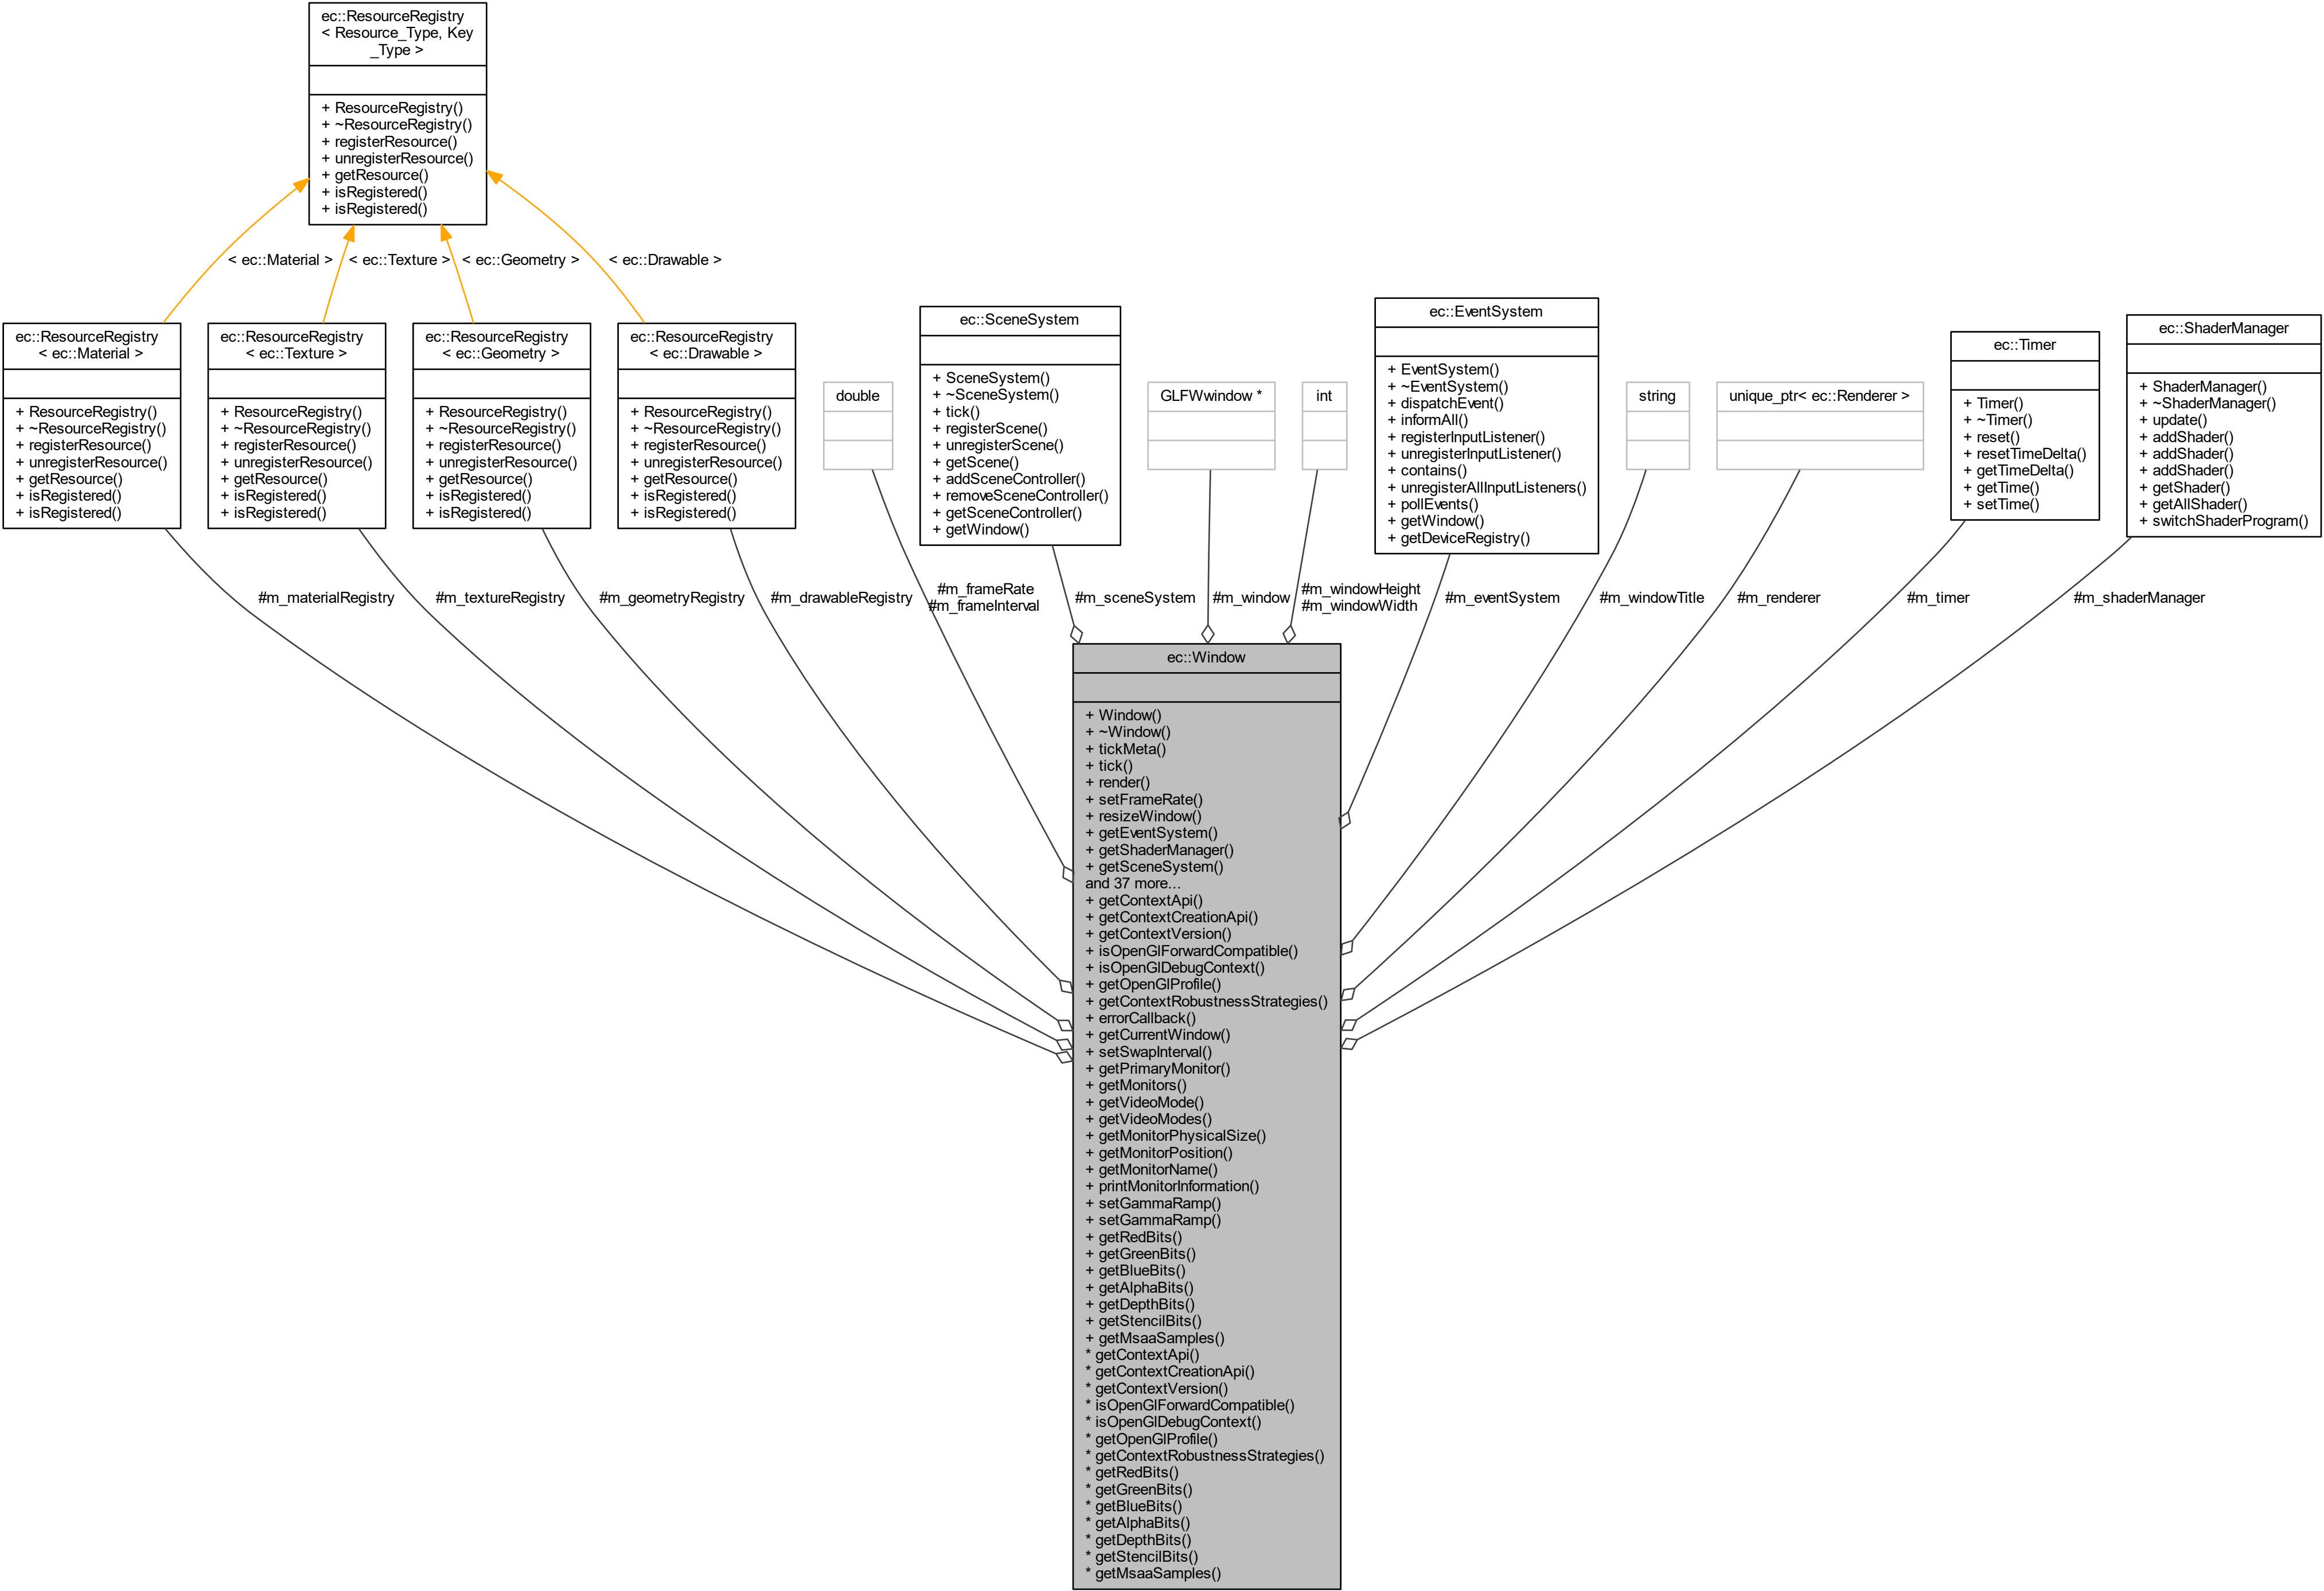 ec::ResourceRegistry
< Resource_Type, Key
_Type >
+ ResourceRegistry()
+ ~ResourceRegistry()
+ registerResource()
+ unregisterResource()
+ getResource()
+ isRegistered()
+ isRegistered()
< ec::Material >
< ec::Texture >
< ec::Geometry >
< ec::Drawable >
ec::ResourceRegistry
< ec::Material >
+ ResourceRegistry()
+ ~ResourceRegistry()
+ registerResource()
+ unregisterResource()
+ getResource()
+ isRegistered()
+ isRegistered()
ec::ResourceRegistry
< ec::Texture >
+ ResourceRegistry()
+ ~ResourceRegistry()
+ registerResource()
+ unregisterResource()
+ getResource()
+ isRegistered()
+ isRegistered()
ec::ResourceRegistry
< ec::Geometry >
+ ResourceRegistry()
+ ~ResourceRegistry()
+ registerResource()
+ unregisterResource()
+ getResource()
+ isRegistered()
+ isRegistered()
ec::ResourceRegistry
< ec::Drawable >
+ ResourceRegistry()
+ ~ResourceRegistry()
+ registerResource()
+ unregisterResource()
+ getResource()
+ isRegistered()
+ isRegistered()
double
ec::SceneSystem
+ SceneSystem()
+ ~SceneSystem()
+ tick()
+ registerScene()
+ unregisterScene()
+ getScene()
+ addSceneController()
+ removeSceneController()
+ getSceneController()
+ getWindow()
GLFWwindow *
int
ec::EventSystem
+ EventSystem()
+ ~EventSystem()
+ dispatchEvent()
+ informAll()
+ registerInputListener()
+ unregisterInputListener()
+ contains()
+ unregisterAllInputListeners()
+ pollEvents()
+ getWindow()
+ getDeviceRegistry()
string
unique_ptr< ec::Renderer >
ec::Timer
+ Timer()
+ ~Timer()
+ reset()
+ resetTimeDelta()
+ getTimeDelta()
+ getTime()
+ setTime()
ec::ShaderManager
+ ShaderManager()
+ ~ShaderManager()
+ update()
+ addShader()
+ addShader()
+ addShader()
+ getShader()
+ getAllShader()
+ switchShaderProgram()
#m_materialRegistry
#m_textureRegistry
#m_geometryRegistry
#m_drawableRegistry
#m_frameRate
#m_frameInterval
#m_sceneSystem
#m_window
#m_windowHeight
#m_windowWidth
#m_eventSystem
#m_windowTitle
#m_renderer
#m_timer
#m_shaderManager
ec::Window
+ Window()
+ ~Window()
+ tickMeta()
+ tick()
+ render()
+ setFrameRate()
+ resizeWindow()
+ getEventSystem()
+ getShaderManager()
+ getSceneSystem()
and 37 more...
+ getContextApi()
+ getContextCreationApi()
+ getContextVersion()
+ isOpenGlForwardCompatible()
+ isOpenGlDebugContext()
+ getOpenGlProfile()
+ getContextRobustnessStrategies()
+ errorCallback()
+ getCurrentWindow()
+ setSwapInterval()
+ getPrimaryMonitor()
+ getMonitors()
+ getVideoMode()
+ getVideoModes()
+ getMonitorPhysicalSize()
+ getMonitorPosition()
+ getMonitorName()
+ printMonitorInformation()
+ setGammaRamp()
+ setGammaRamp()
+ getRedBits()
+ getGreenBits()
+ getBlueBits()
+ getAlphaBits()
+ getDepthBits()
+ getStencilBits()
+ getMsaaSamples()
* getContextApi()
* getContextCreationApi()
* getContextVersion()
* isOpenGlForwardCompatible()
* isOpenGlDebugContext()
* getOpenGlProfile()
* getContextRobustnessStrategies()
* getRedBits()
* getGreenBits()
* getBlueBits()
* getAlphaBits()
* getDepthBits()
* getStencilBits()
* getMsaaSamples()